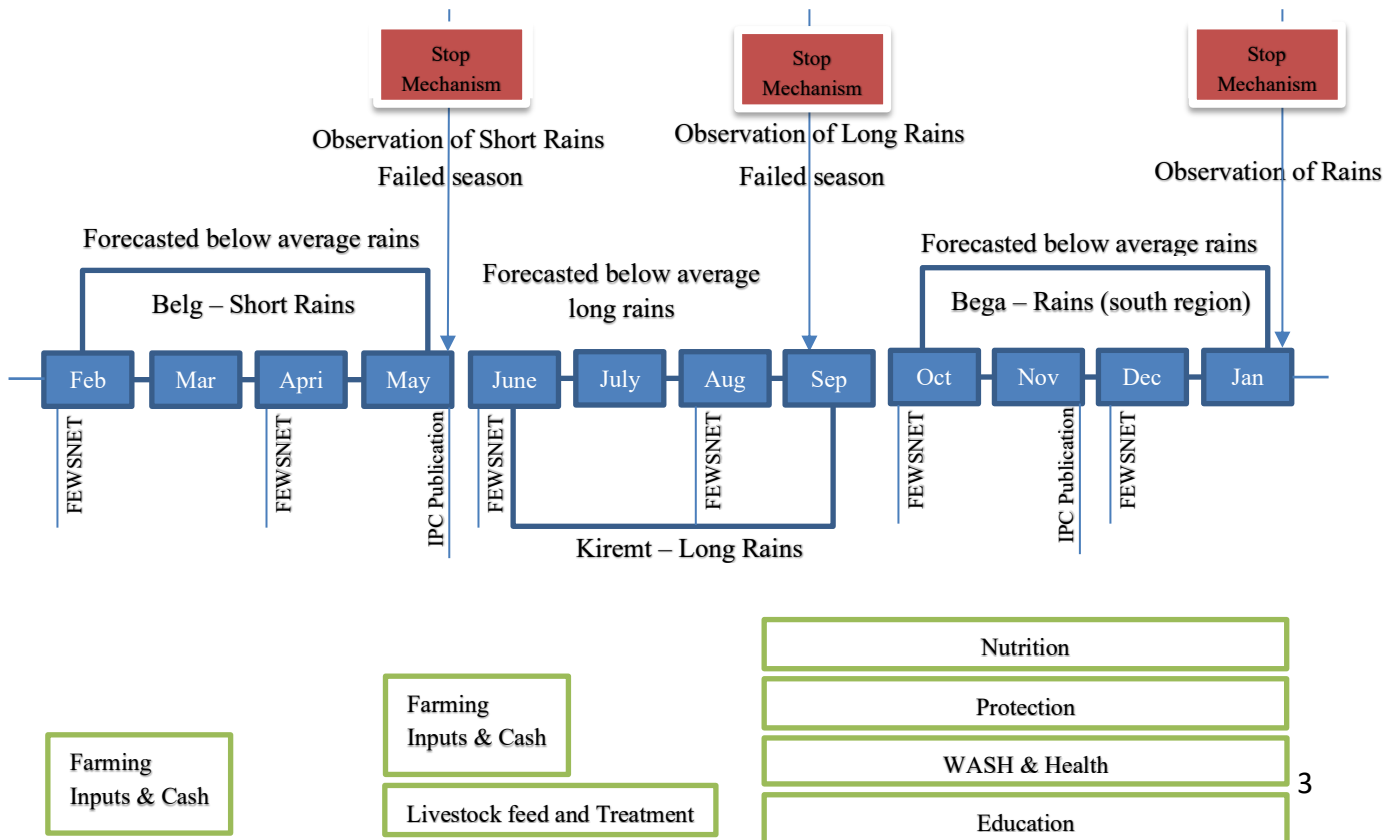 Stop
Mechanism
Stop
Mechanism
Stop
Mechanism
Observation of Short Rains
Failed season
Observation of Long Rains
Failed season
Observation of Rains
Forecasted below average rains
Belg – Short Rains
Forecasted below average
long rains
Forecasted below average rains
Bega – Rains (south region)
Feb
Mar
Apri
May
June
July
Aug
Sep
Oct
Nov
Dec
Jan
FEWSNET
FEWSNET
IPC Publication
FEWSNET
FEWSNET
FEWSNET
IPC Publication
FEWSNET
Kiremt – Long Rains
Farming
Inputs & Cash
Farming
Inputs & Cash
Livestock feed and Treatment
Nutrition
Protection
WASH & Health
Education
3